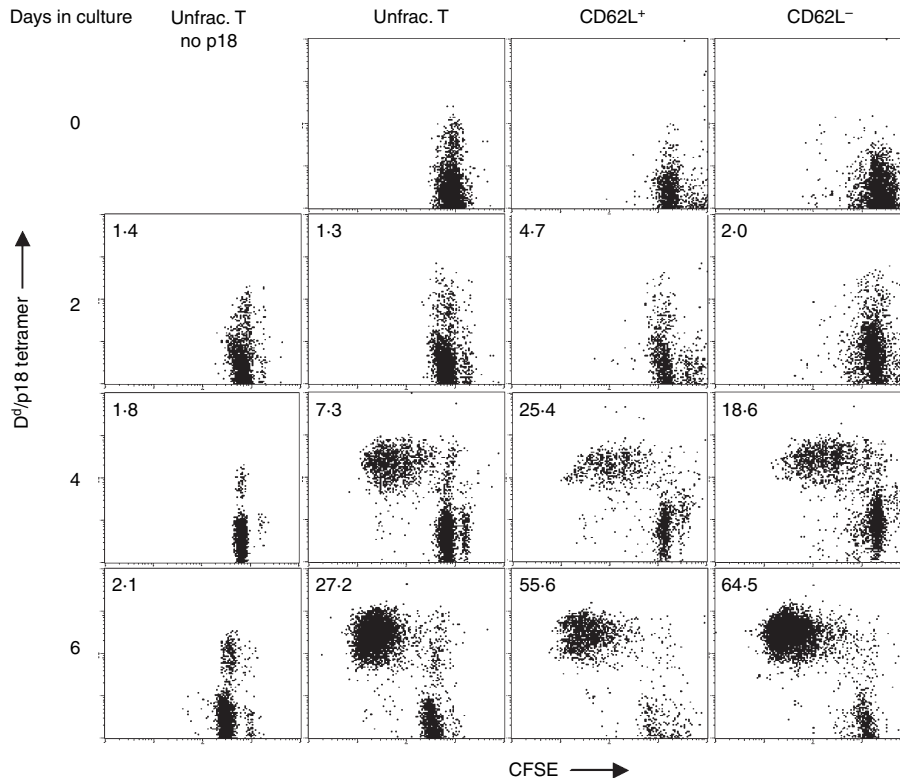 Days in culture
Unfrac. T
no p18
Unfrac. T
CD62L⁺
CD62L⁻
0
1·4
1·3
4·7
2·0
2
1·8
7·3
25·4
18·6
4
2·1
27·2
55·6
64·5
6
Dᵈ/p18 tetramer
CFSE